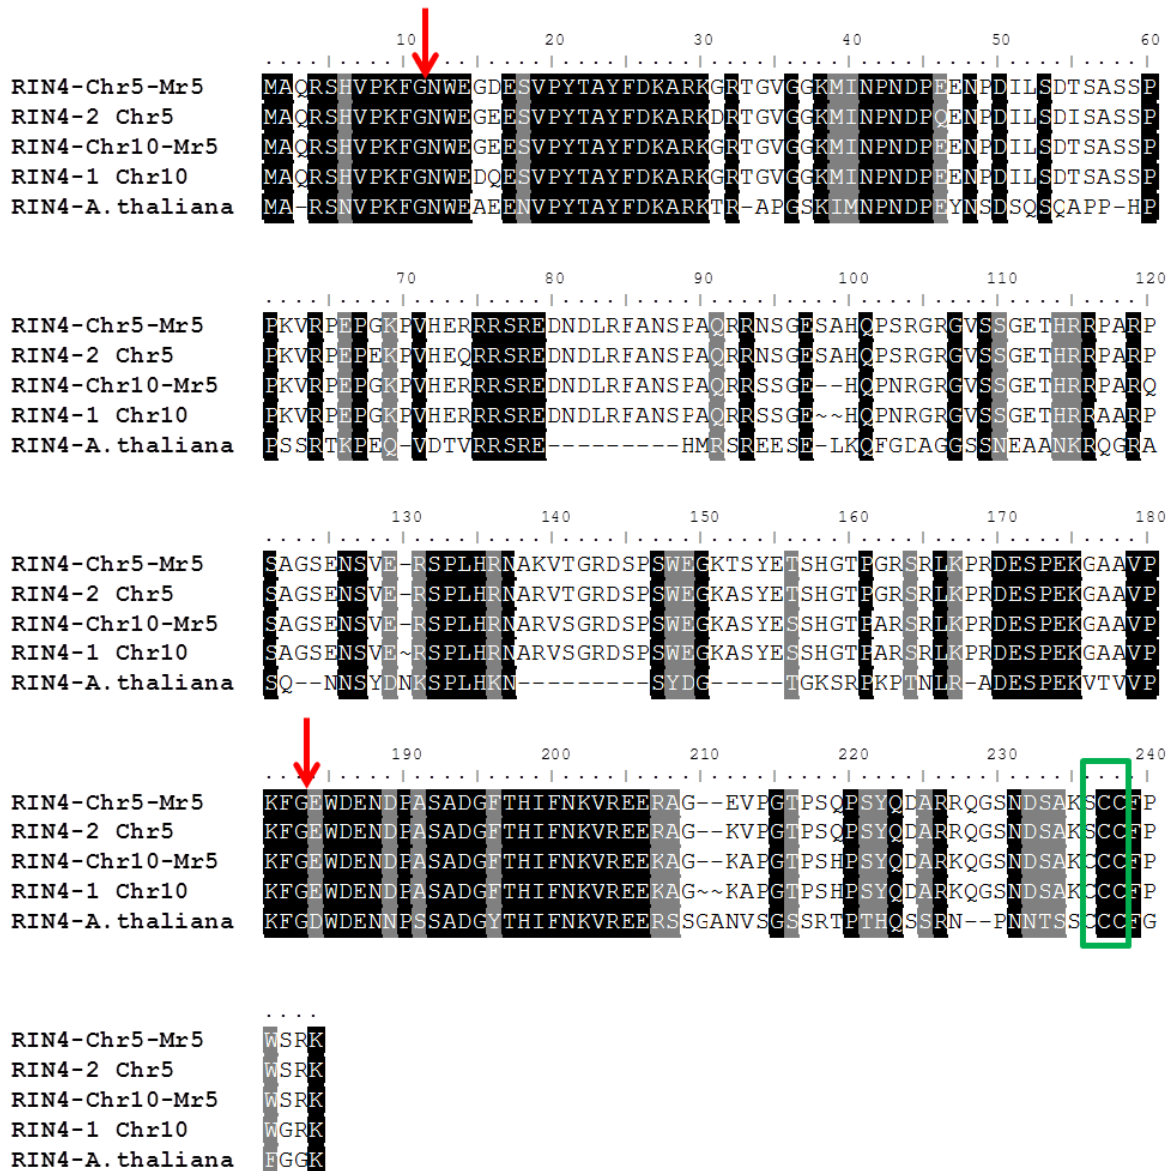 10 20 30 40 50 60
RIN4-Chr5-Mr5 MAQRSHVPKFGNWEGDESVPYTAYFDKARKGRTGVGGKMINPNDPEENPDILSDTSASSP
RIN4-2 Chr5 MAQRSHVPKFGNWEGEESVPYTAYFDKARKDRTGVGGKMINPNDPQENPDILSDISASSP
RIN4-Chr10-Mr5 MAQRSHVPKFGNWEGEESVPYTAYFDKARKGRTGVGGKMINPNDPEENPDILSDTSASSP
RIN4-1 Chr10 MAQRSHVPKFGNWEDQESVPYTAYFDKARKGRTGVGGKMINPNDPEENPDILSDTSASSP
RIN4-A.thaliana MA-RSNVPKFGNWEAEENVPYTAYFDKARKTR-APGSKIMNPNDPEYNSDSQSQAPP-HP
70 80 90 100 110 120
RIN4-Chr5-Mr5 PKVRPEPGKPVHERRRSREDNDLRFANSPAQRRNSGESAHQPSRGRGVSSGETHRRPARP
RIN4-2 Chr5 PKVRPEPEKPVHEQRRSREDNDLRFANSPAQRRNSGESAHQPSRGRGVSSGETHRRPARP
RIN4-Chr10-Mr5 PKVRPEPGKPVHERRRSREDNDLRFANSPAQRRSSGE--HQPNRGRGVSSGETHRRPARQ
RIN4-1 Chr10 PKVRPEPGKPVHERRRSREDNDLRFANSPAQRRSSGE~~HQPNRGRGVSSGETHRRAARP
RIN4-A.thaliana PSSRTKPEQ-VDTVRRSRE---------HMRSREESE-LKQFGDAGGSSNEAANKRQGRA
130 140 150 160 170 180
RIN4-Chr5-Mr5 SAGSENSVE-RSPLHRNAKVTGRDSPSWEGKTSYETSHGTPGRSRLKPRDESPEKGAAVP
RIN4-2 Chr5 SAGSENSVE-RSPLHRNARVTGRDSPSWEGKASYETSHGTPGRSRLKPRDESPEKGAAVP
RIN4-Chr10-Mr5 SAGSENSVE-RSPLHRNARVSGRDSPSWEGKASYESSHGTPARSRLKPRDESPEKGAAVP
RIN4-1 Chr10 SAGSENSVE~RSPLHRNARVSGRDSPSWEGKASYESSHGTPARSRLKPRDESPEKGAAVP
RIN4-A.thaliana SQ--NNSYDNKSPLHKN---------SYDG-----TGKSRPKPTNLR-ADESPEKVTVVP
190 200 210 220 230 240
RIN4-Chr5-Mr5 KFGEWDENDPASADGFTHIFNKVREERAG--EVPGTPSQPSYQDARRQGSNDSAKSCCFP
RIN4-2 Chr5 KFGEWDENDPASADGFTHIFNKVREERAG--KVPGTPSQPSYQDARRQGSNDSAKSCCFP
RIN4-Chr10-Mr5 KFGEWDENDPASADGFTHIFNKVREEKAG--KAPGTPSHPSYQDARKQGSNDSAKCCCFP
RIN4-1 Chr10 KFGEWDENDPASADGFTHIFNKVREEKAG~~KAPGTPSHPSYQDARKQGSNDSAKCCCFP
RIN4-A.thaliana KFGDWDENNPSSADGYTHIFNKVREERSSGANVSGSSRTPTHQSSRN--PNNTSSCCCFG
RIN4-Chr5-Mr5 WSRK
RIN4-2 Chr5 WSRK
RIN4-Chr10-Mr5 WSRK
RIN4-1 Chr10 WGRK
RIN4-A.thaliana FGGK